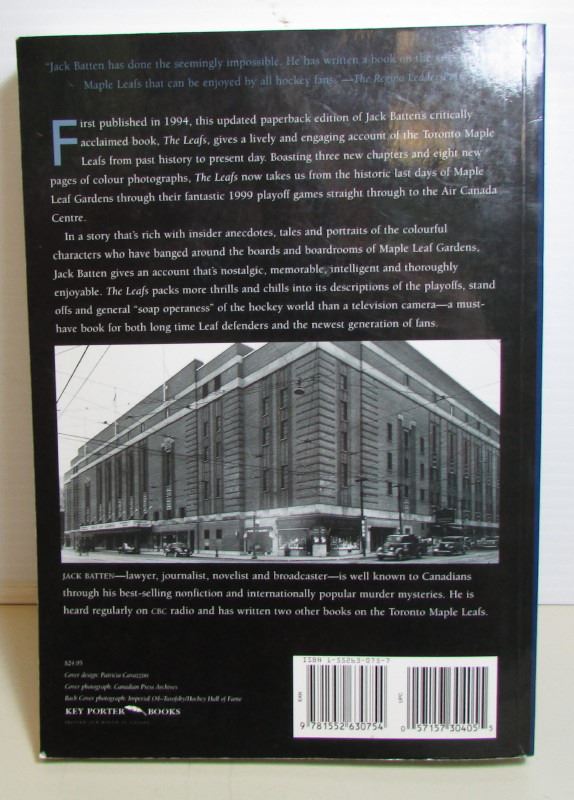 "Jack Batten has done the seemingly impossible. He has written a book on the
Maple Leafs that can be enjoyed by all hockey fans."—The Regina Leader-Post
First published in 1994, this updated paperback edition of Jack Batten's critically
acclaimed book, The Leafs, gives a lively and engaging account of the Toronto Maple
Leafs from past history to present day. Boasting three new chapters and eight new
pages of colour photographs, The Leafs now takes us from the historic last days of Maple
Leaf Gardens through their fantastic 1999 playoff games straight through to the Air Canada
Centre.
In a story that's rich with insider anecdotes, tales and portraits of the colourful
characters who have banged around the boards and boardrooms of Maple Leaf Gardens,
Jack Batten gives an account that's nostalgic, memorable, intelligent and thoroughly
enjoyable. The Leafs packs more thrills and chills into its descriptions of the playoffs, stand
offs and general "soap operaness" of the hockey world than a television camera—a must-
have book for both long time Leaf defenders and the newest generation of fans.
JACK BATTEN—lawyer, journalist, novelist and broadcaster—is well known to Canadians
through his best-selling nonfiction and internationally popular murder mysteries. He is
heard regularly on CBC radio and has written two other books on the Toronto Maple Leafs.
$24.95
Cover design: Patricia Cavazzini
Cover photograph: Canadian Press Archives
Back Cover photograph: Imperial Oil–Turofsky/Hockey Hall of Fame
KEY PORTER BOOKS
ISBN 1-55263-075-7
EAN
9 781552 630754
UPC
0 57157 30405 5